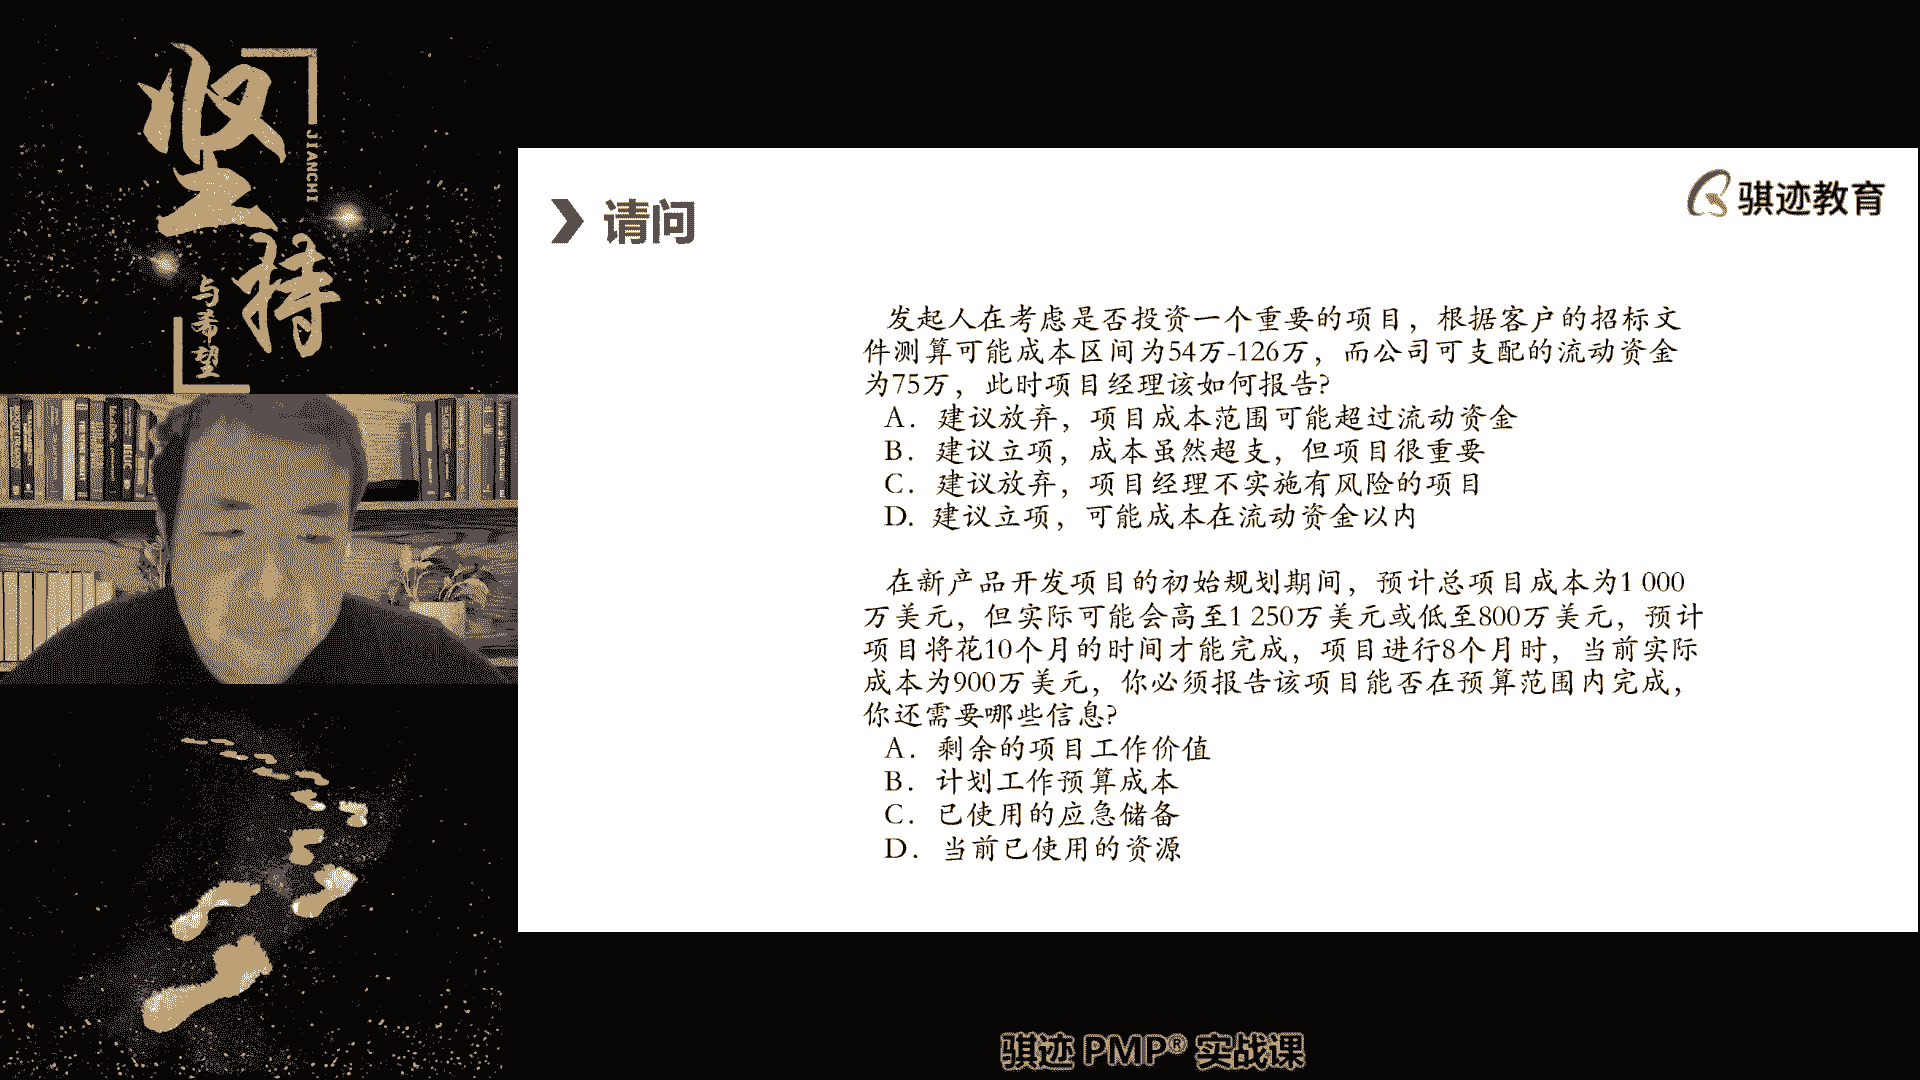 坚持
JIANCHI
与希望
请问
骐迹教育
发起人在考虑是否投资一个重要的项目，根据客户的招标文
件测算可能成本区间为54万-126万，而公司可支配的流动资金
为75万，此时项目经理该如何报告?
A. 建议放弃，项目成本范围可能超过流动资金
B. 建议立项，成本虽然超支，但项目很重要
C. 建议放弃，项目经理不实施有风险的项目
D. 建议立项，可能成本在流动资金以内
在新产品开发项目的初始规划期间，预计总项目成本为1 000
万美元，但实际可能会高至1 250万美元或低至800万美元，预计
项目将花10个月的时间才能完成，项目进行8个月时，当前实际
成本为900万美元，你必须报告该项目能否在预算范围内完成，
你还需要哪些信息?
A. 剩余的项目工作价值
B. 计划工作预算成本
C. 已使用的应急储备
D. 当前已使用的资源
骐迹 PMP® 实战课